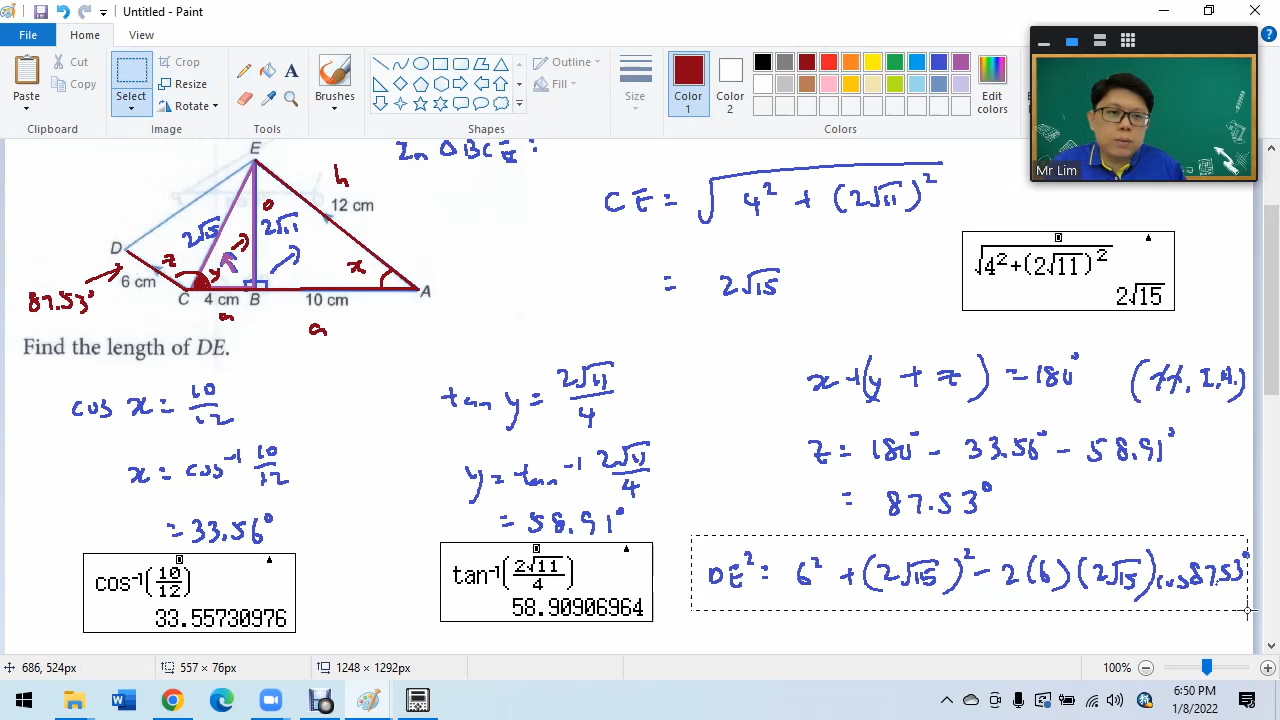 Untitled - Paint
File Home View
Paste Cut Copy Clipboard
Select Crop Resize Rotate Image
Tools
Brushes
Outline Fill Shapes
Size
Color 1 Color 2 Edit colors Colors
Mr Lim
In △BCE:
E
h
12 cm
o
2√11
2√15
D
z
y
x
6 cm
C 4 cm B 10 cm A
a
a
87.53°
Find the length of DE.
CE = √4² + (2√11)²
= 2√15
√4²+(2√11)²
2√15
cos x = 10/12
x = cos⁻¹ 10/12
= 33.56°
cos⁻¹(10/12)
33.55730976
tan y = 2√11/4
y = tan⁻¹ 2√11/4
= 58.91°
tan⁻¹(2√11/4)
58.90906964
x + (y + z) = 180° (//, I.A.)
z = 180° - 33.56° - 58.91°
= 87.53°
DE² = 6² + (2√15)² - 2(6)(2√15)cos87.53°
686, 524px 557 × 76px 1248 × 1292px 100%
6:50 PM
1/8/2022